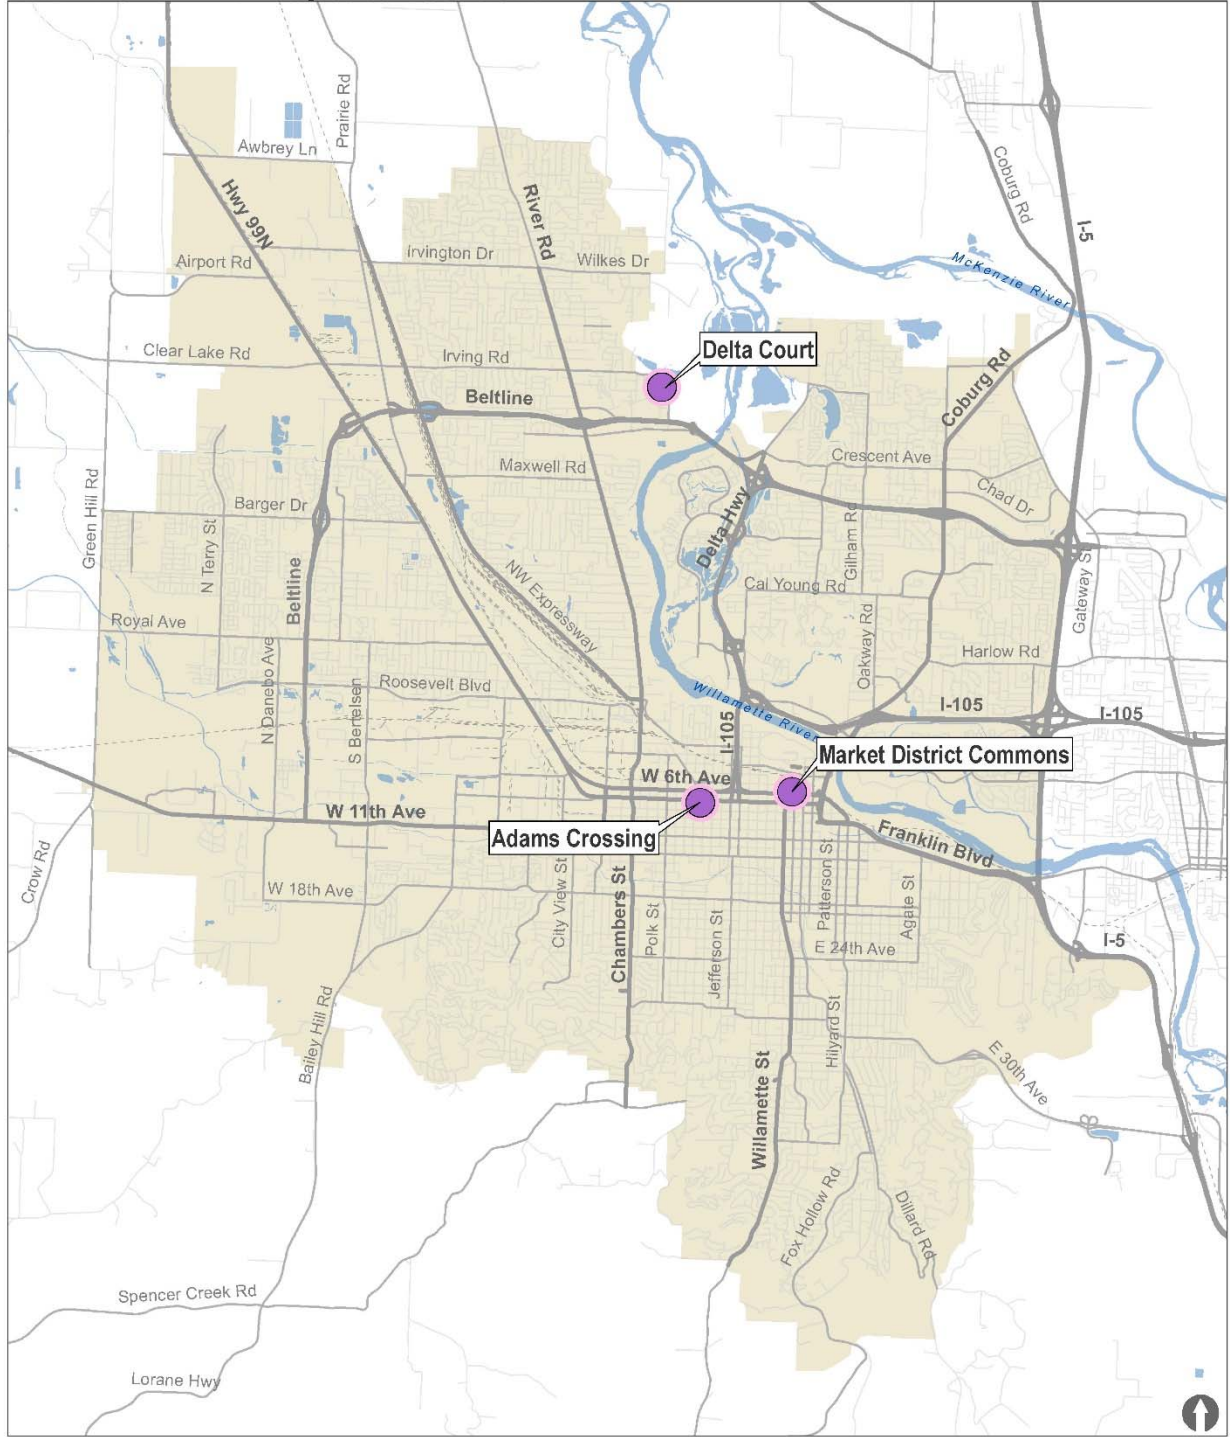 Prairie Rd
Awbrey Ln
Coburg Rd
Hwy 99N
River Rd
I-5
Irvington Dr
Wilkes Dr
Airport Rd
McKenzie River
Delta Court
Clear Lake Rd
Irving Rd
Coburg Rd
Beltline
Crescent Ave
Maxwell Rd
Chad Dr
Green Hill Rd
Barger Dr
Delta Hwy
Gilham Rd
N Terry St
NW Expressway
Cal Young Rd
Gateway St
Beltline
Royal Ave
Oakway Rd
Harlow Rd
N Danebo Ave
S Bertelsen
Roosevelt Blvd
Willamette River
I-105
I-105
I-105
Market District Commons
W 6th Ave
W 11th Ave
Adams Crossing
Franklin Blvd
Crow Rd
W 18th Ave
City View St
Chambers St
Polk St
Jefferson St
Patterson St
Agate St
E 24th Ave
I-5
Bailey Hill Rd
Hilyard St
E 30th Ave
Willamette St
Fox Hollow Rd
Dillard Rd
Spencer Creek Rd
Lorane Hwy